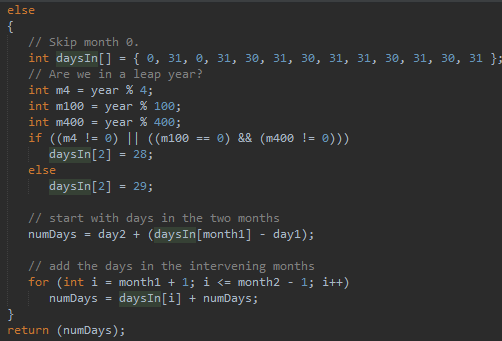 else
{
// Skip month 0.
int daysIn[] = { 0, 31, 0, 31, 30, 31, 30, 31, 31, 30, 31, 30, 31 };
// Are we in a leap year?
int m4 = year % 4;
int m100 = year % 100;
int m400 = year % 400;
if ((m4 != 0) || ((m100 == 0) && (m400 != 0)))
daysIn[2] = 28;
else
daysIn[2] = 29;
// start with days in the two months
numDays = day2 + (daysIn[month1] - day1);
// add the days in the intervening months
for (int i = month1 + 1; i <= month2 - 1; i++)
numDays = daysIn[i] + numDays;
}
return (numDays);